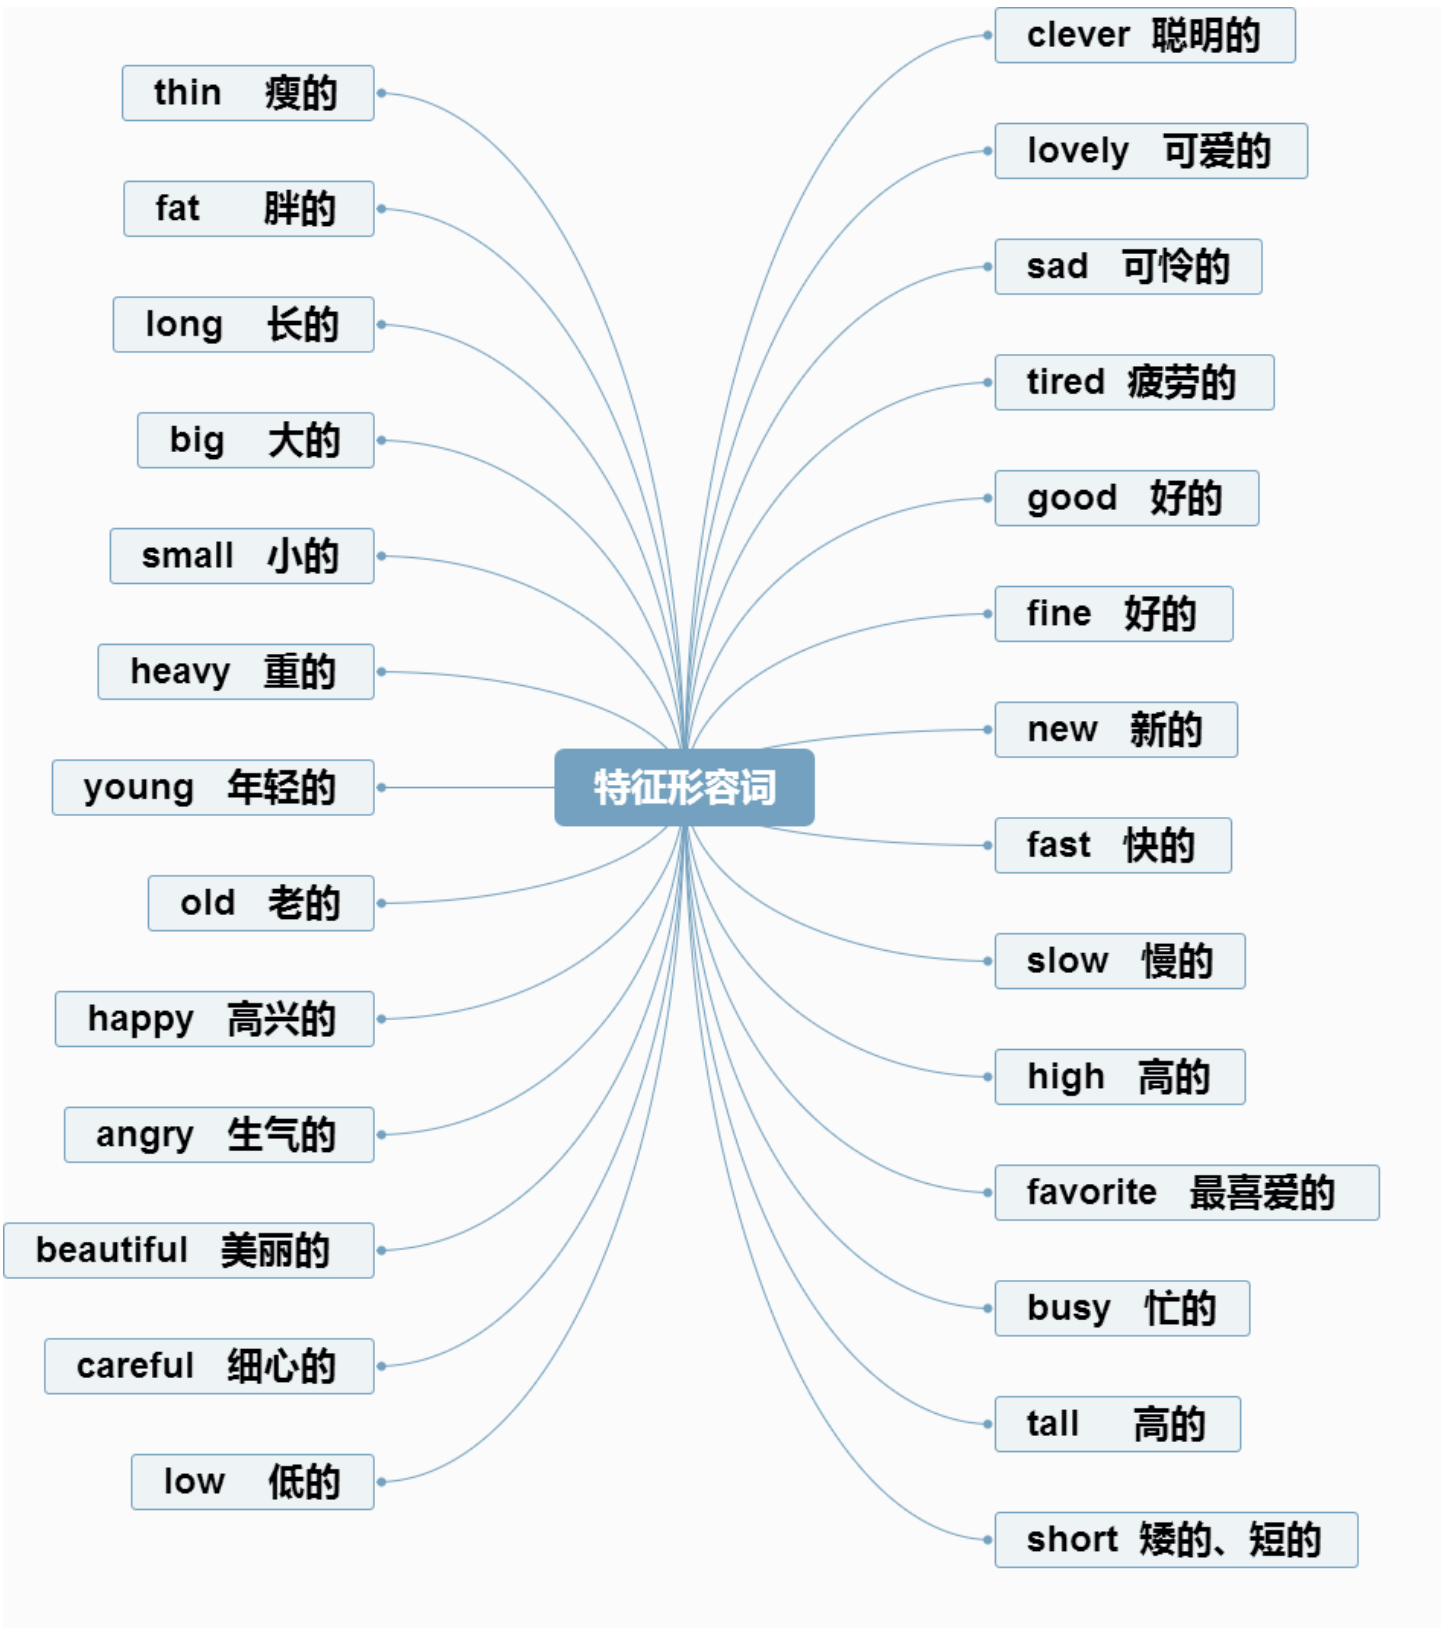 特征形容词
clever 聪明的
lovely 可爱的
sad 可怜的
tired 疲劳的
good 好的
fine 好的
new 新的
fast 快的
slow 慢的
high 高的
favorite 最喜爱的
busy 忙的
tall 高的
short 矮的、短的
thin 瘦的
fat 胖的
long 长的
big 大的
small 小的
heavy 重的
young 年轻的
old 老的
happy 高兴的
angry 生气的
beautiful 美丽的
careful 细心的
low 低的